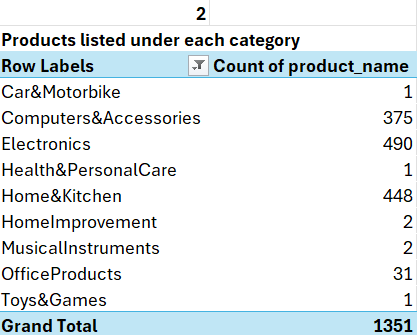 2
Products listed under each category
Row Labels Count of product_name
Car&Motorbike 1
Computers&Accessories 375
Electronics 490
Health&PersonalCare 1
Home&Kitchen 448
HomeImprovement 2
MusicalInstruments 2
OfficeProducts 31
Toys&Games 1
Grand Total 1351